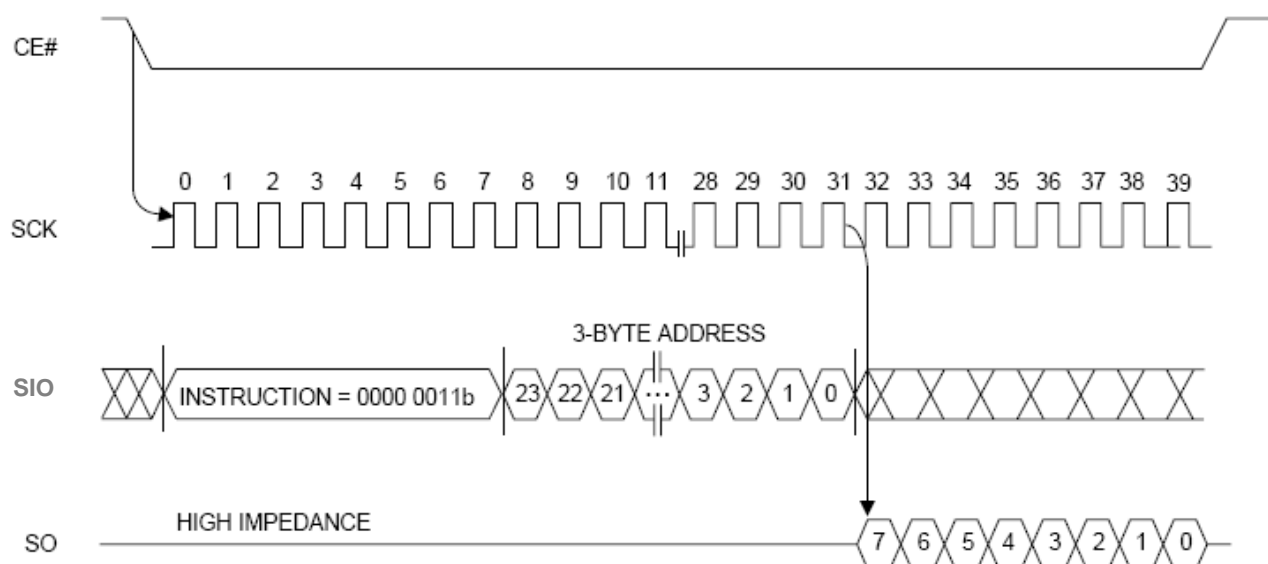 CE#
0 1 2 3 4 5 6 7 8 9 10 11 28 29 30 31 32 33 34 35 36 37 38 39
SCK
3-BYTE ADDRESS
SIO INSTRUCTION = 0000 0011b 23 22 21 ... 3 2 1 0
HIGH IMPEDANCE
SO 7 6 5 4 3 2 1 0